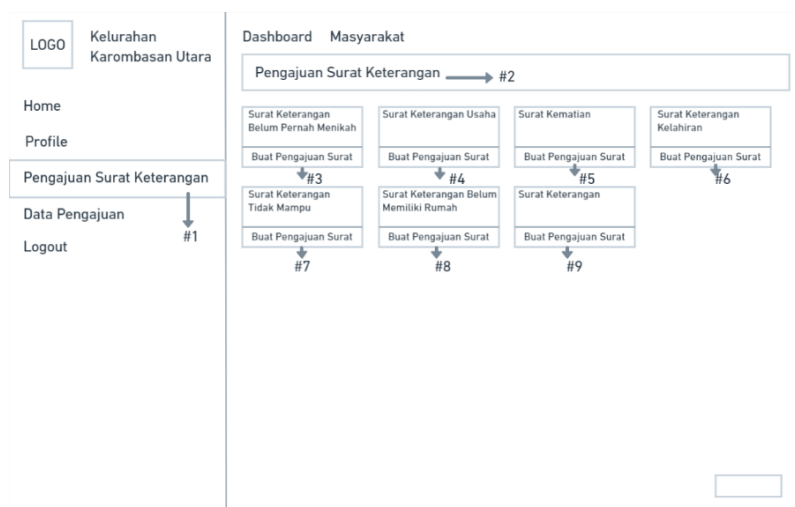 LOGO
Kelurahan
Karombasan Utara
Home
Profile
Pengajuan Surat Keterangan
#1
Data Pengajuan
Logout
Dashboard Masyarakat
Pengajuan Surat Keterangan #2
Surat Keterangan
Belum Pernah Menikah
Buat Pengajuan Surat
#3
Surat Keterangan Usaha
Buat Pengajuan Surat
#4
Surat Kematian
Buat Pengajuan Surat
#5
Surat Keterangan
Kelahiran
Buat Pengajuan Surat
#6
Surat Keterangan
Tidak Mampu
Buat Pengajuan Surat
#7
Surat Keterangan Belum
Memiliki Rumah
Buat Pengajuan Surat
#8
Surat Keterangan
Buat Pengajuan Surat
#9